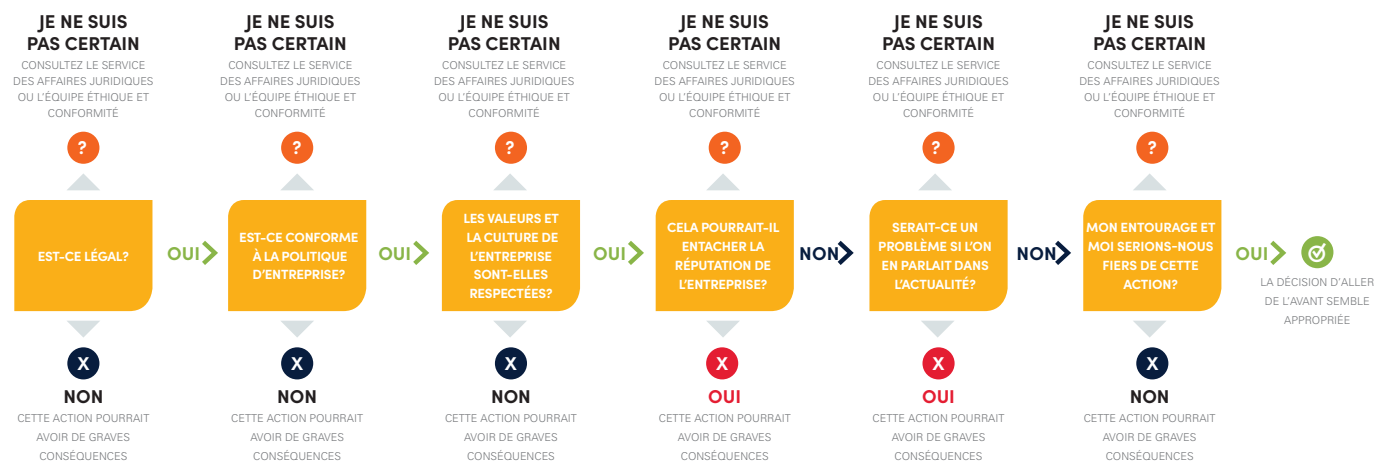 JE NE SUIS
PAS CERTAIN
CONSULTEZ LE SERVICE
DES AFFAIRES JURIDIQUES
OU L'ÉQUIPE ÉTHIQUE ET
CONFORMITÉ
?
EST-CE LÉGAL?
X
NON
CETTE ACTION POURRAIT
AVOIR DE GRAVES
CONSÉQUENCES
OUI
JE NE SUIS
PAS CERTAIN
CONSULTEZ LE SERVICE
DES AFFAIRES JURIDIQUES
OU L'ÉQUIPE ÉTHIQUE ET
CONFORMITÉ
?
EST-CE CONFORME
À LA POLITIQUE
D'ENTREPRISE?
X
NON
CETTE ACTION POURRAIT
AVOIR DE GRAVES
CONSÉQUENCES
OUI
JE NE SUIS
PAS CERTAIN
CONSULTEZ LE SERVICE
DES AFFAIRES JURIDIQUES
OU L'ÉQUIPE ÉTHIQUE ET
CONFORMITÉ
?
LES VALEURS ET
LA CULTURE DE
L'ENTREPRISE
SONT-ELLES
RESPECTÉES?
X
NON
CETTE ACTION POURRAIT
AVOIR DE GRAVES
CONSÉQUENCES
OUI
JE NE SUIS
PAS CERTAIN
CONSULTEZ LE SERVICE
DES AFFAIRES JURIDIQUES
OU L'ÉQUIPE ÉTHIQUE ET
CONFORMITÉ
?
CELA POURRAIT-IL
ENTACHER LA
RÉPUTATION DE
L'ENTREPRISE?
X
OUI
CETTE ACTION POURRAIT
AVOIR DE GRAVES
CONSÉQUENCES
NON
JE NE SUIS
PAS CERTAIN
CONSULTEZ LE SERVICE
DES AFFAIRES JURIDIQUES
OU L'ÉQUIPE ÉTHIQUE ET
CONFORMITÉ
?
SERAIT-CE UN
PROBLÈME SI L'ON
EN PARLAIT DANS
L'ACTUALITÉ?
X
OUI
CETTE ACTION POURRAIT
AVOIR DE GRAVES
CONSÉQUENCES
NON
JE NE SUIS
PAS CERTAIN
CONSULTEZ LE SERVICE
DES AFFAIRES JURIDIQUES
OU L'ÉQUIPE ÉTHIQUE ET
CONFORMITÉ
?
MON ENTOURAGE ET
MOI SERIONS-NOUS
FIERS DE CETTE
ACTION?
X
NON
CETTE ACTION POURRAIT
AVOIR DE GRAVES
CONSÉQUENCES
OUI
LA DÉCISION D'ALLER
DE L'AVANT SEMBLE
APPROPRIÉE